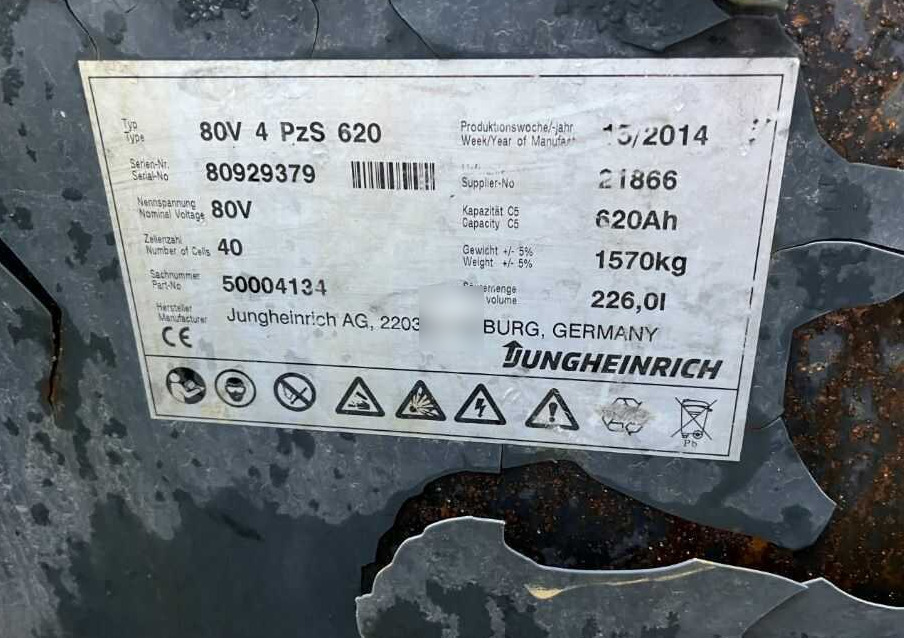 Typ
Type
80V 4 PzS 620
Serien-Nr.
Serial-No
80929379
Nennspannung
Nominal Voltage
80V
Zellenzahl
Number of Cells
40
Sachnummer
Part-No
50004134
Hersteller
Manufacturer
Jungheinrich AG, 2203 BURG, GERMANY
CE
Produktionswoche/-jahr
Week/Year of Manufact.
/2014
Supplier-No
21866
Kapazität C5
Capacity C5
620Ah
Gewicht +/- 5%
Weight +/- 5%
1570kg
volume
226,0l
JUNGHEINRICH
Pb